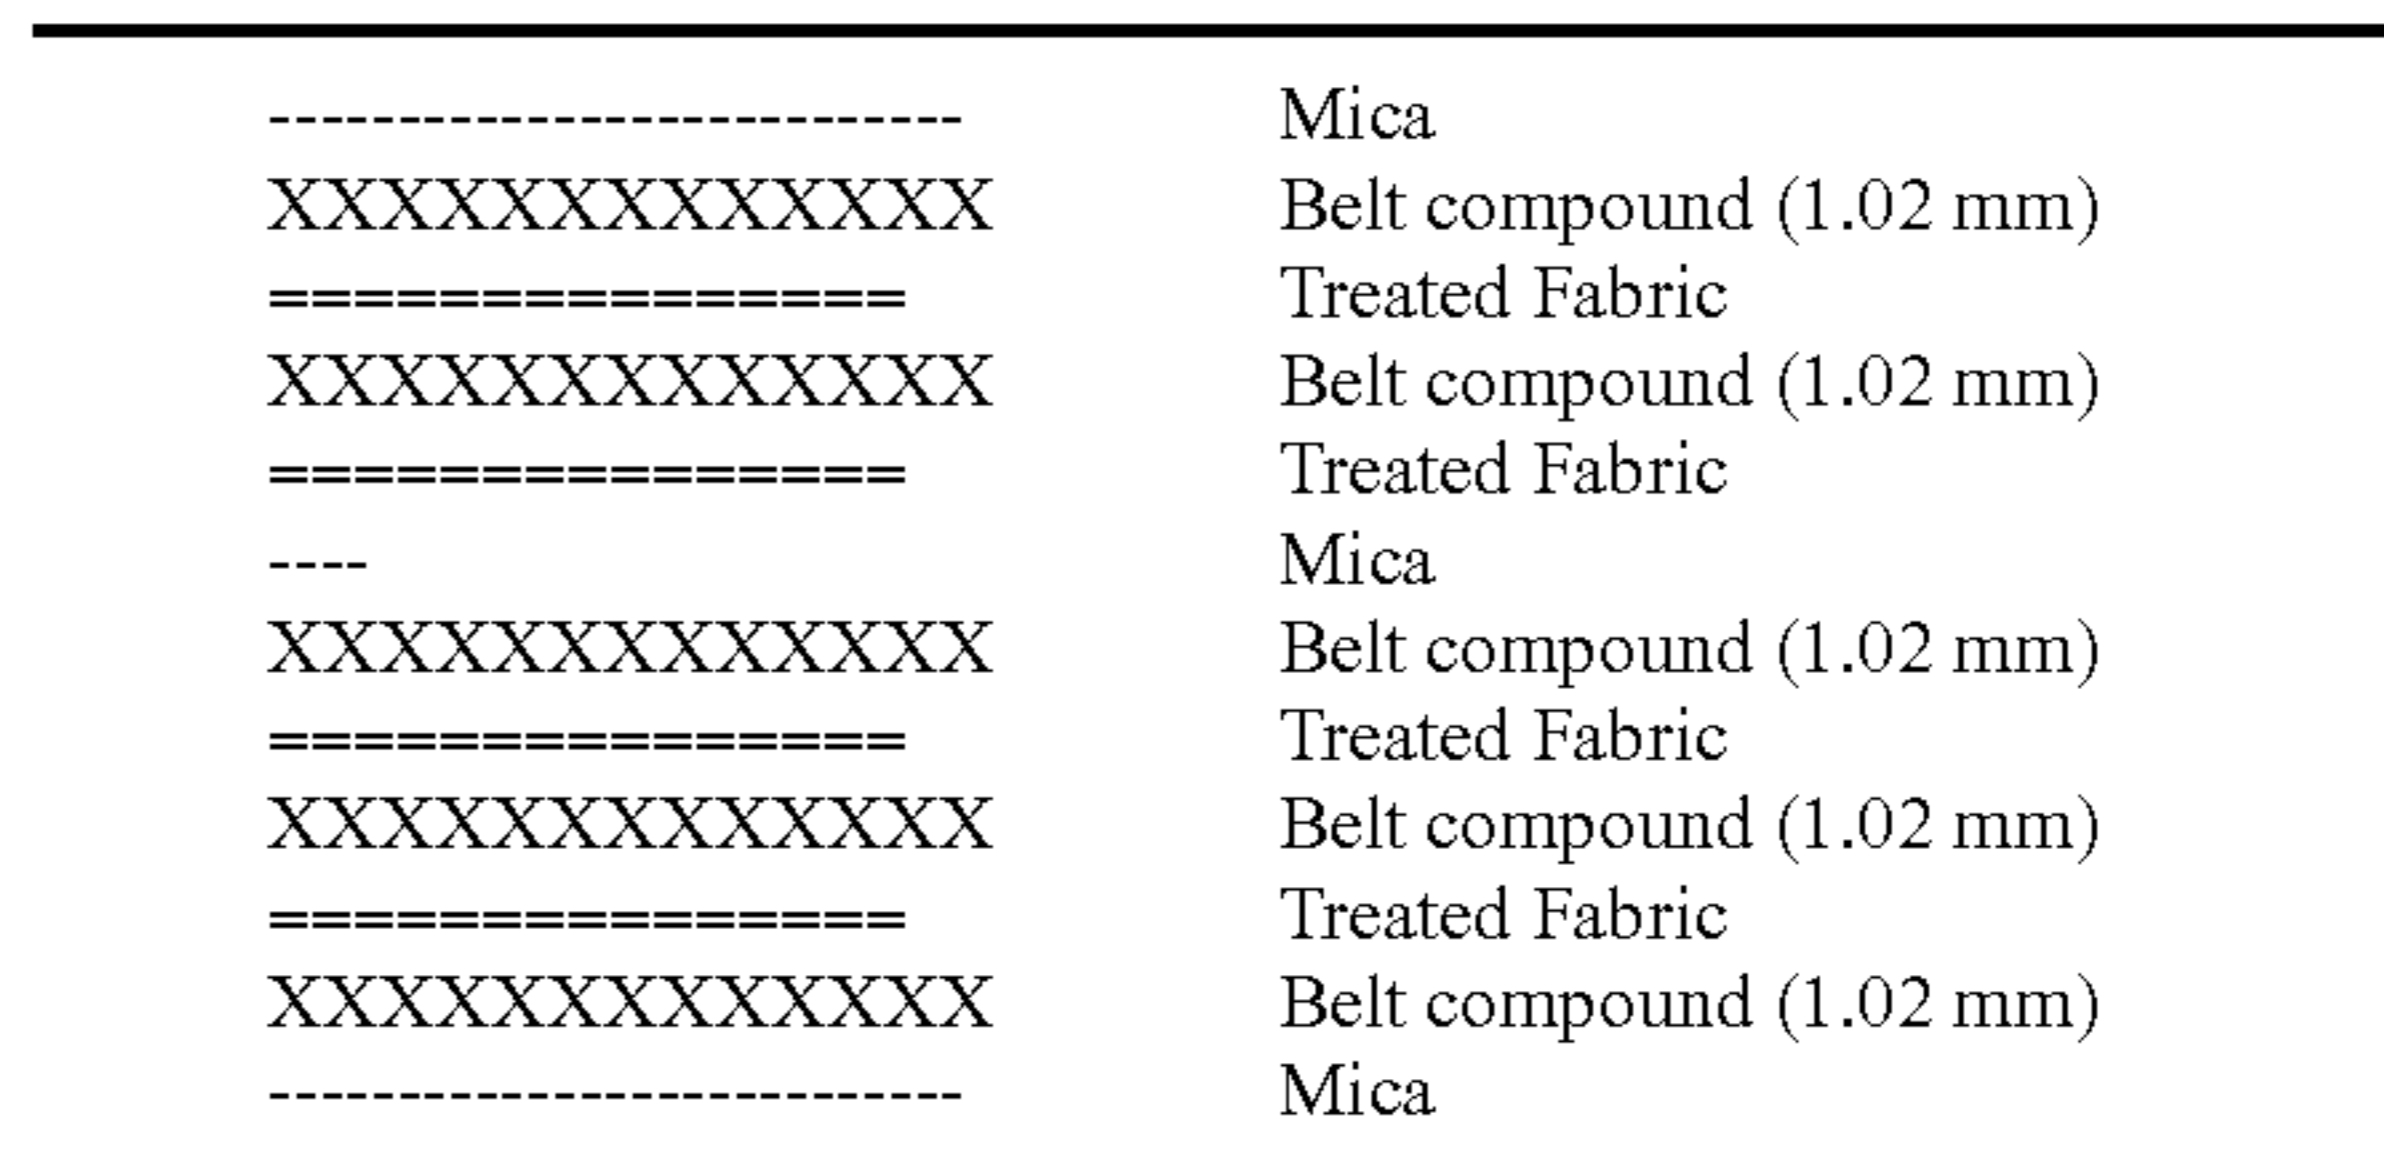 --------------------------- Mica
XXXXXXXXXXXXX Belt compound (1.02 mm)
=============== Treated Fabric
XXXXXXXXXXXXX Belt compound (1.02 mm)
=============== Treated Fabric
---- Mica
XXXXXXXXXXXXX Belt compound (1.02 mm)
=============== Treated Fabric
XXXXXXXXXXXXX Belt compound (1.02 mm)
=============== Treated Fabric
XXXXXXXXXXXXX Belt compound (1.02 mm)
--------------------------- Mica